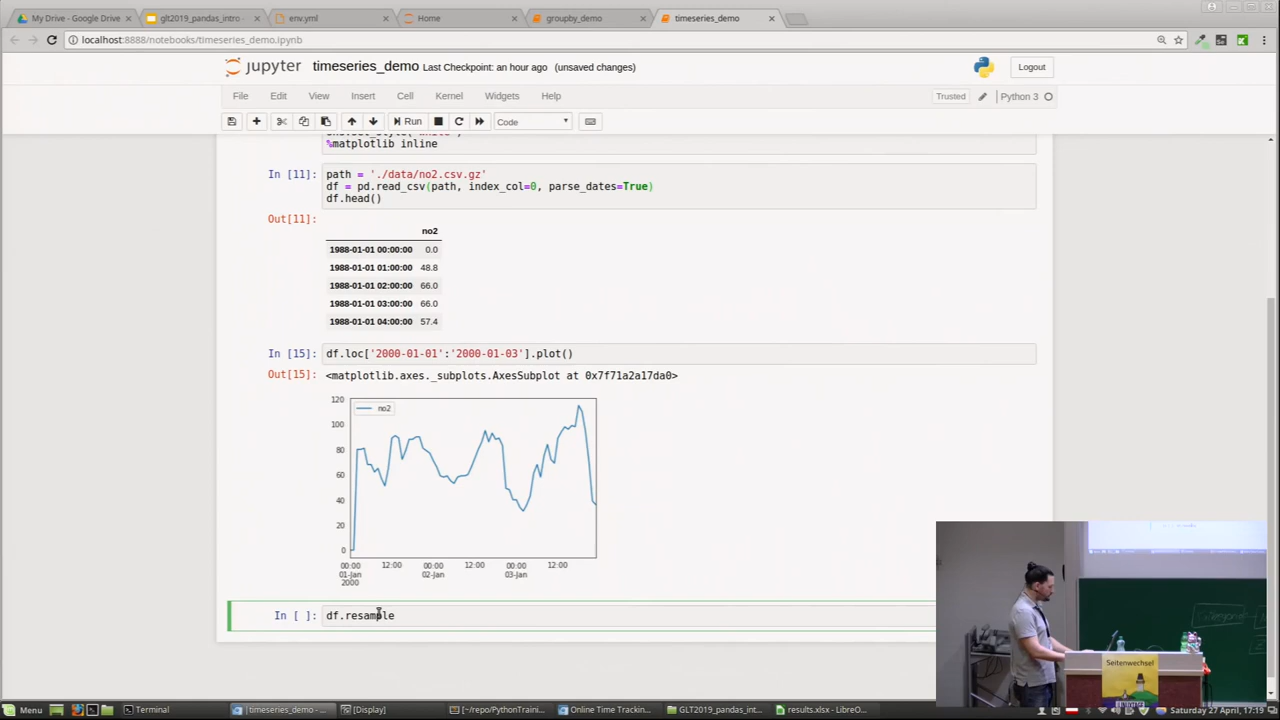 My Drive - Google Drive
glt2019_pandas_intro -
env.yml
Home
groupby_demo
timeseries_demo
localhost:8888/notebooks/timeseries_demo.ipynb
jupyter timeseries_demo Last Checkpoint: an hour ago (unsaved changes)
Logout
File Edit View Insert Cell Kernel Widgets Help
Trusted
Python 3
Run
Code
%matplotlib inline
In [11]: path = './data/no2.csv.gz'
df = pd.read_csv(path, index_col=0, parse_dates=True)
df.head()
Out[11]:
no2
1988-01-01 00:00:00 0.0
1988-01-01 01:00:00 48.8
1988-01-01 02:00:00 66.0
1988-01-01 03:00:00 66.0
1988-01-01 04:00:00 57.4
In [15]: df.loc['2000-01-01':'2000-01-03'].plot()
Out[15]: <matplotlib.axes._subplots.AxesSubplot at 0x7f71a2a17da0>
no2
120
100
80
60
40
20
0
00:00 12:00 00:00 12:00 00:00 12:00
01-Jan 02-Jan 03-Jan
2000
In [ ]: df.resample
Seitenwechsel
Menu
Terminal
[timeseries_demo - ...
[Display]
[~/repo/PythonTraini...
Online Time Tracking...
GLT2019_pandas_int...
results.xlsx - LibreO...
Saturday 27 April, 17:19